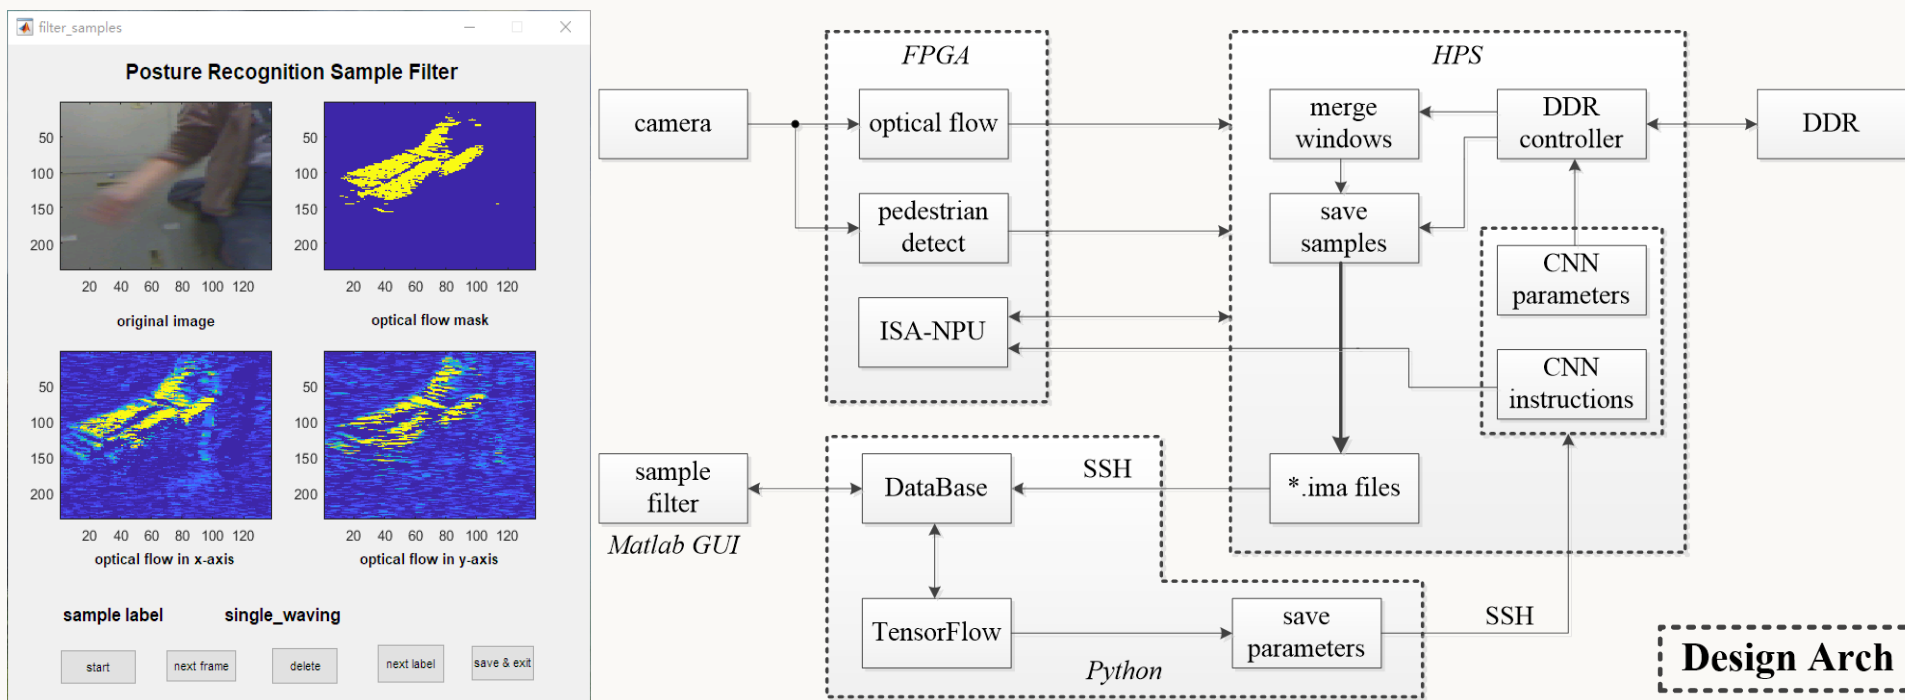 filter_samples
Posture Recognition Sample Filter
50
100
150
200
20 40 60 80 100 120
original image
50
100
150
200
20 40 60 80 100 120
optical flow mask
50
100
150
200
20 40 60 80 100 120
optical flow in x-axis
50
100
150
200
20 40 60 80 100 120
optical flow in y-axis
sample label single_waving
start next frame delete next label save & exit
camera
FPGA
optical flow
pedestrian
detect
ISA-NPU
HPS
merge
windows
DDR
controller
save
samples
CNN
parameters
CNN
instructions
*.ima files
DDR
sample
filter
Matlab GUI
DataBase
SSH
TensorFlow
save
parameters
Python
SSH
Design Arch